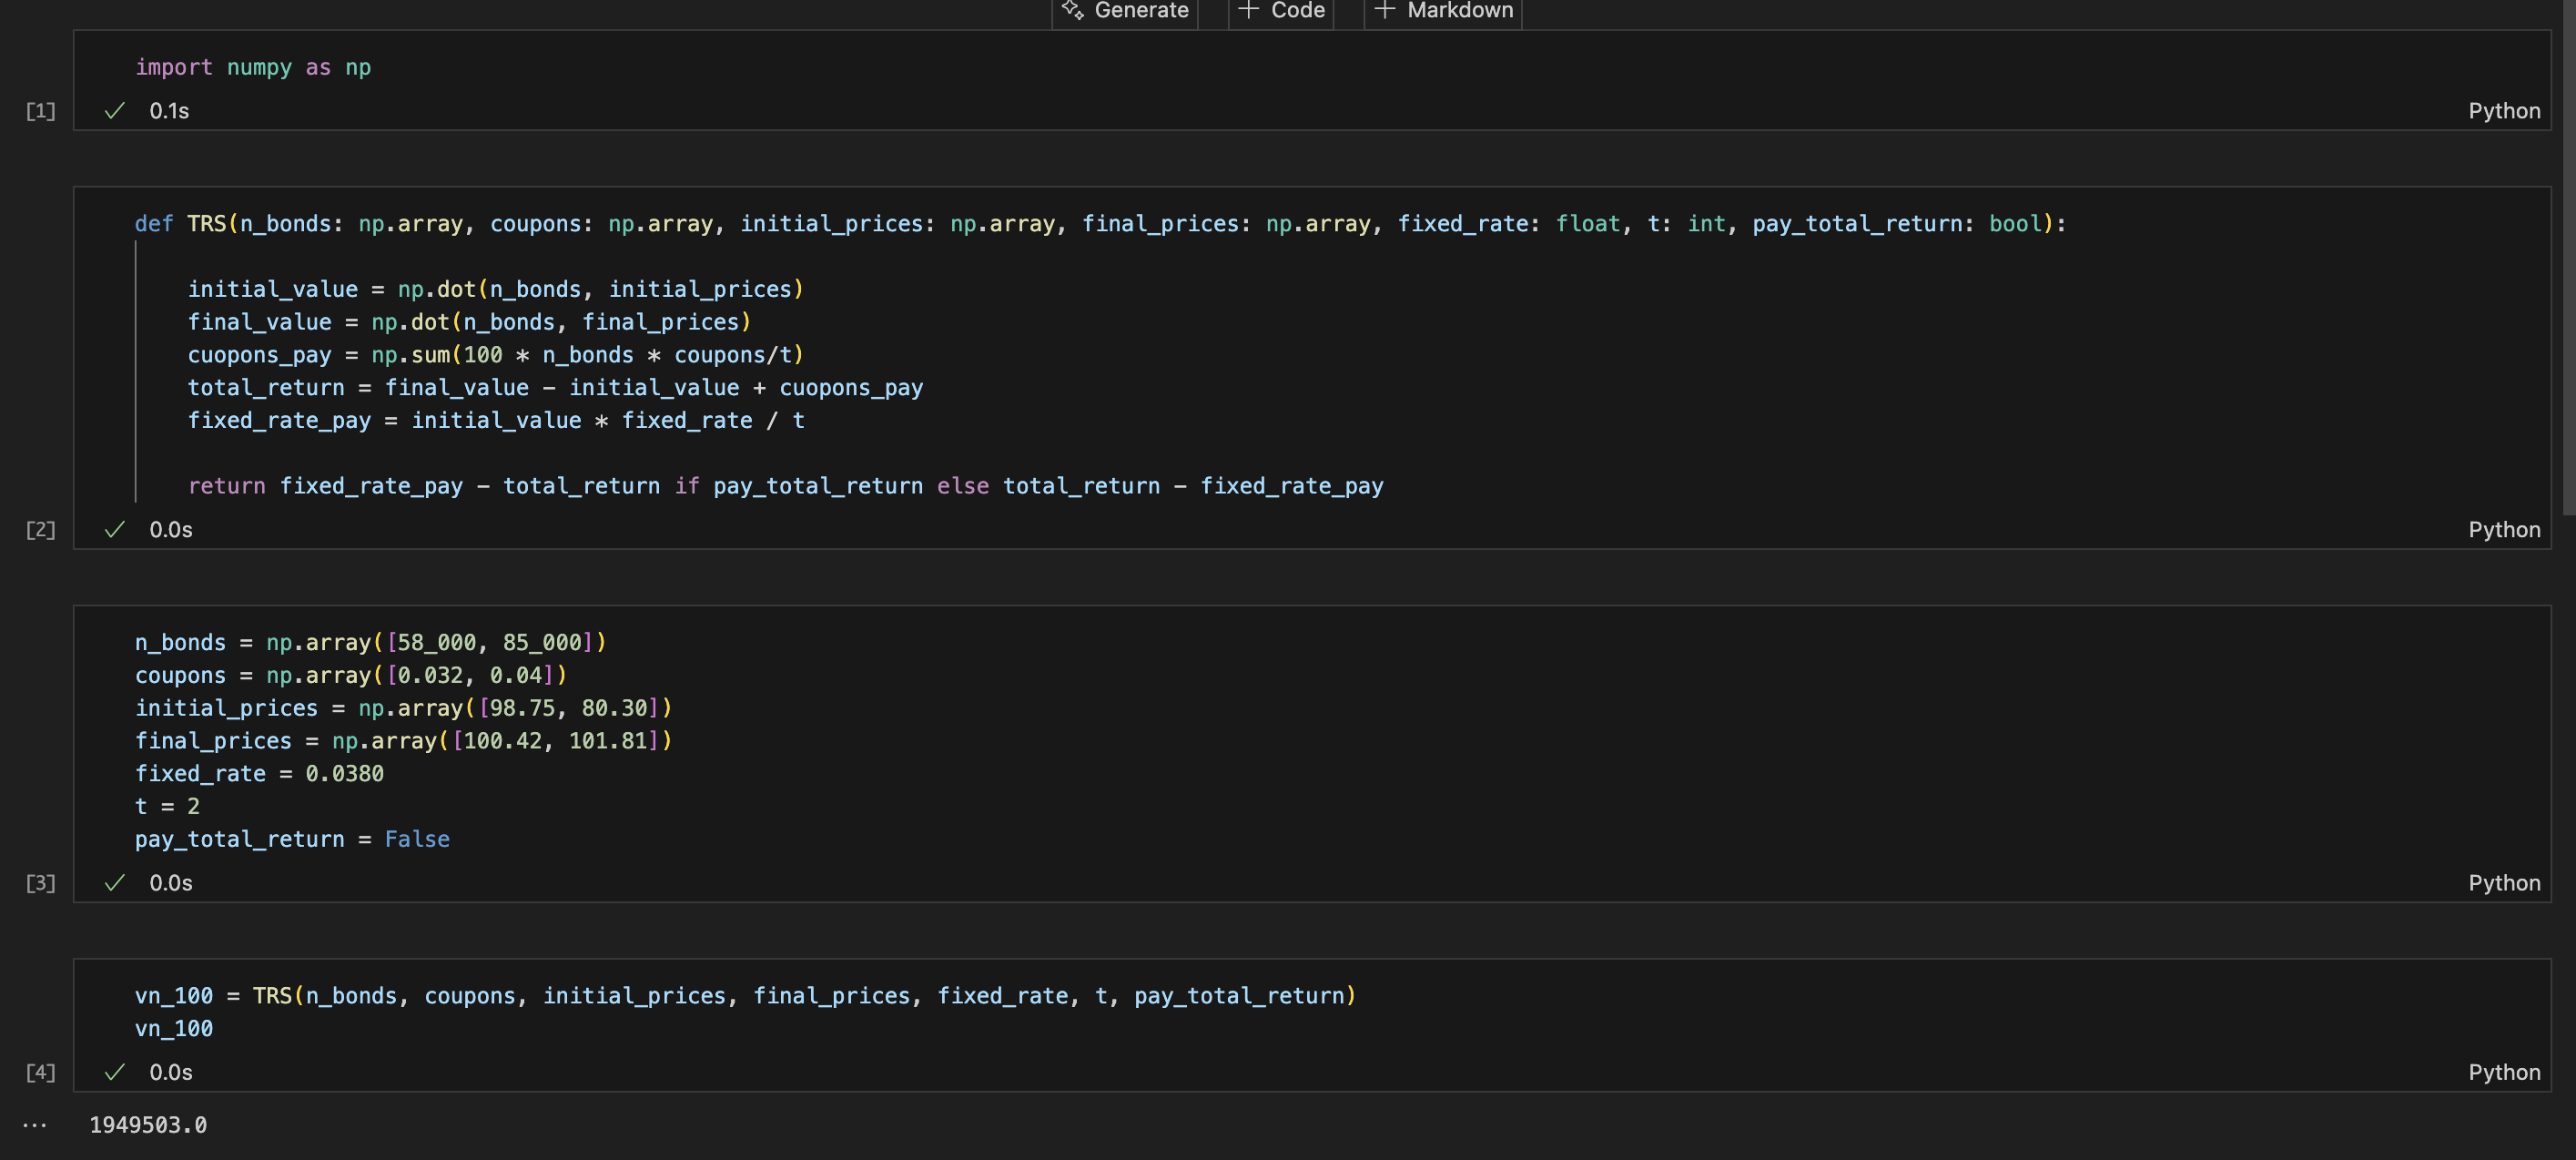 Generate + Code + Markdown
import numpy as np
[1] ✓ 0.1s Python
def TRS(n_bonds: np.array, coupons: np.array, initial_prices: np.array, final_prices: np.array, fixed_rate: float, t: int, pay_total_return: bool):
initial_value = np.dot(n_bonds, initial_prices)
final_value = np.dot(n_bonds, final_prices)
cuopons_pay = np.sum(100 * n_bonds * coupons/t)
total_return = final_value - initial_value + cuopons_pay
fixed_rate_pay = initial_value * fixed_rate / t
return fixed_rate_pay - total_return if pay_total_return else total_return - fixed_rate_pay
[2] ✓ 0.0s Python
n_bonds = np.array([58_000, 85_000])
coupons = np.array([0.032, 0.04])
initial_prices = np.array([98.75, 80.30])
final_prices = np.array([100.42, 101.81])
fixed_rate = 0.0380
t = 2
pay_total_return = False
[3] ✓ 0.0s Python
vn_100 = TRS(n_bonds, coupons, initial_prices, final_prices, fixed_rate, t, pay_total_return)
vn_100
[4] ✓ 0.0s Python
... 1949503.0